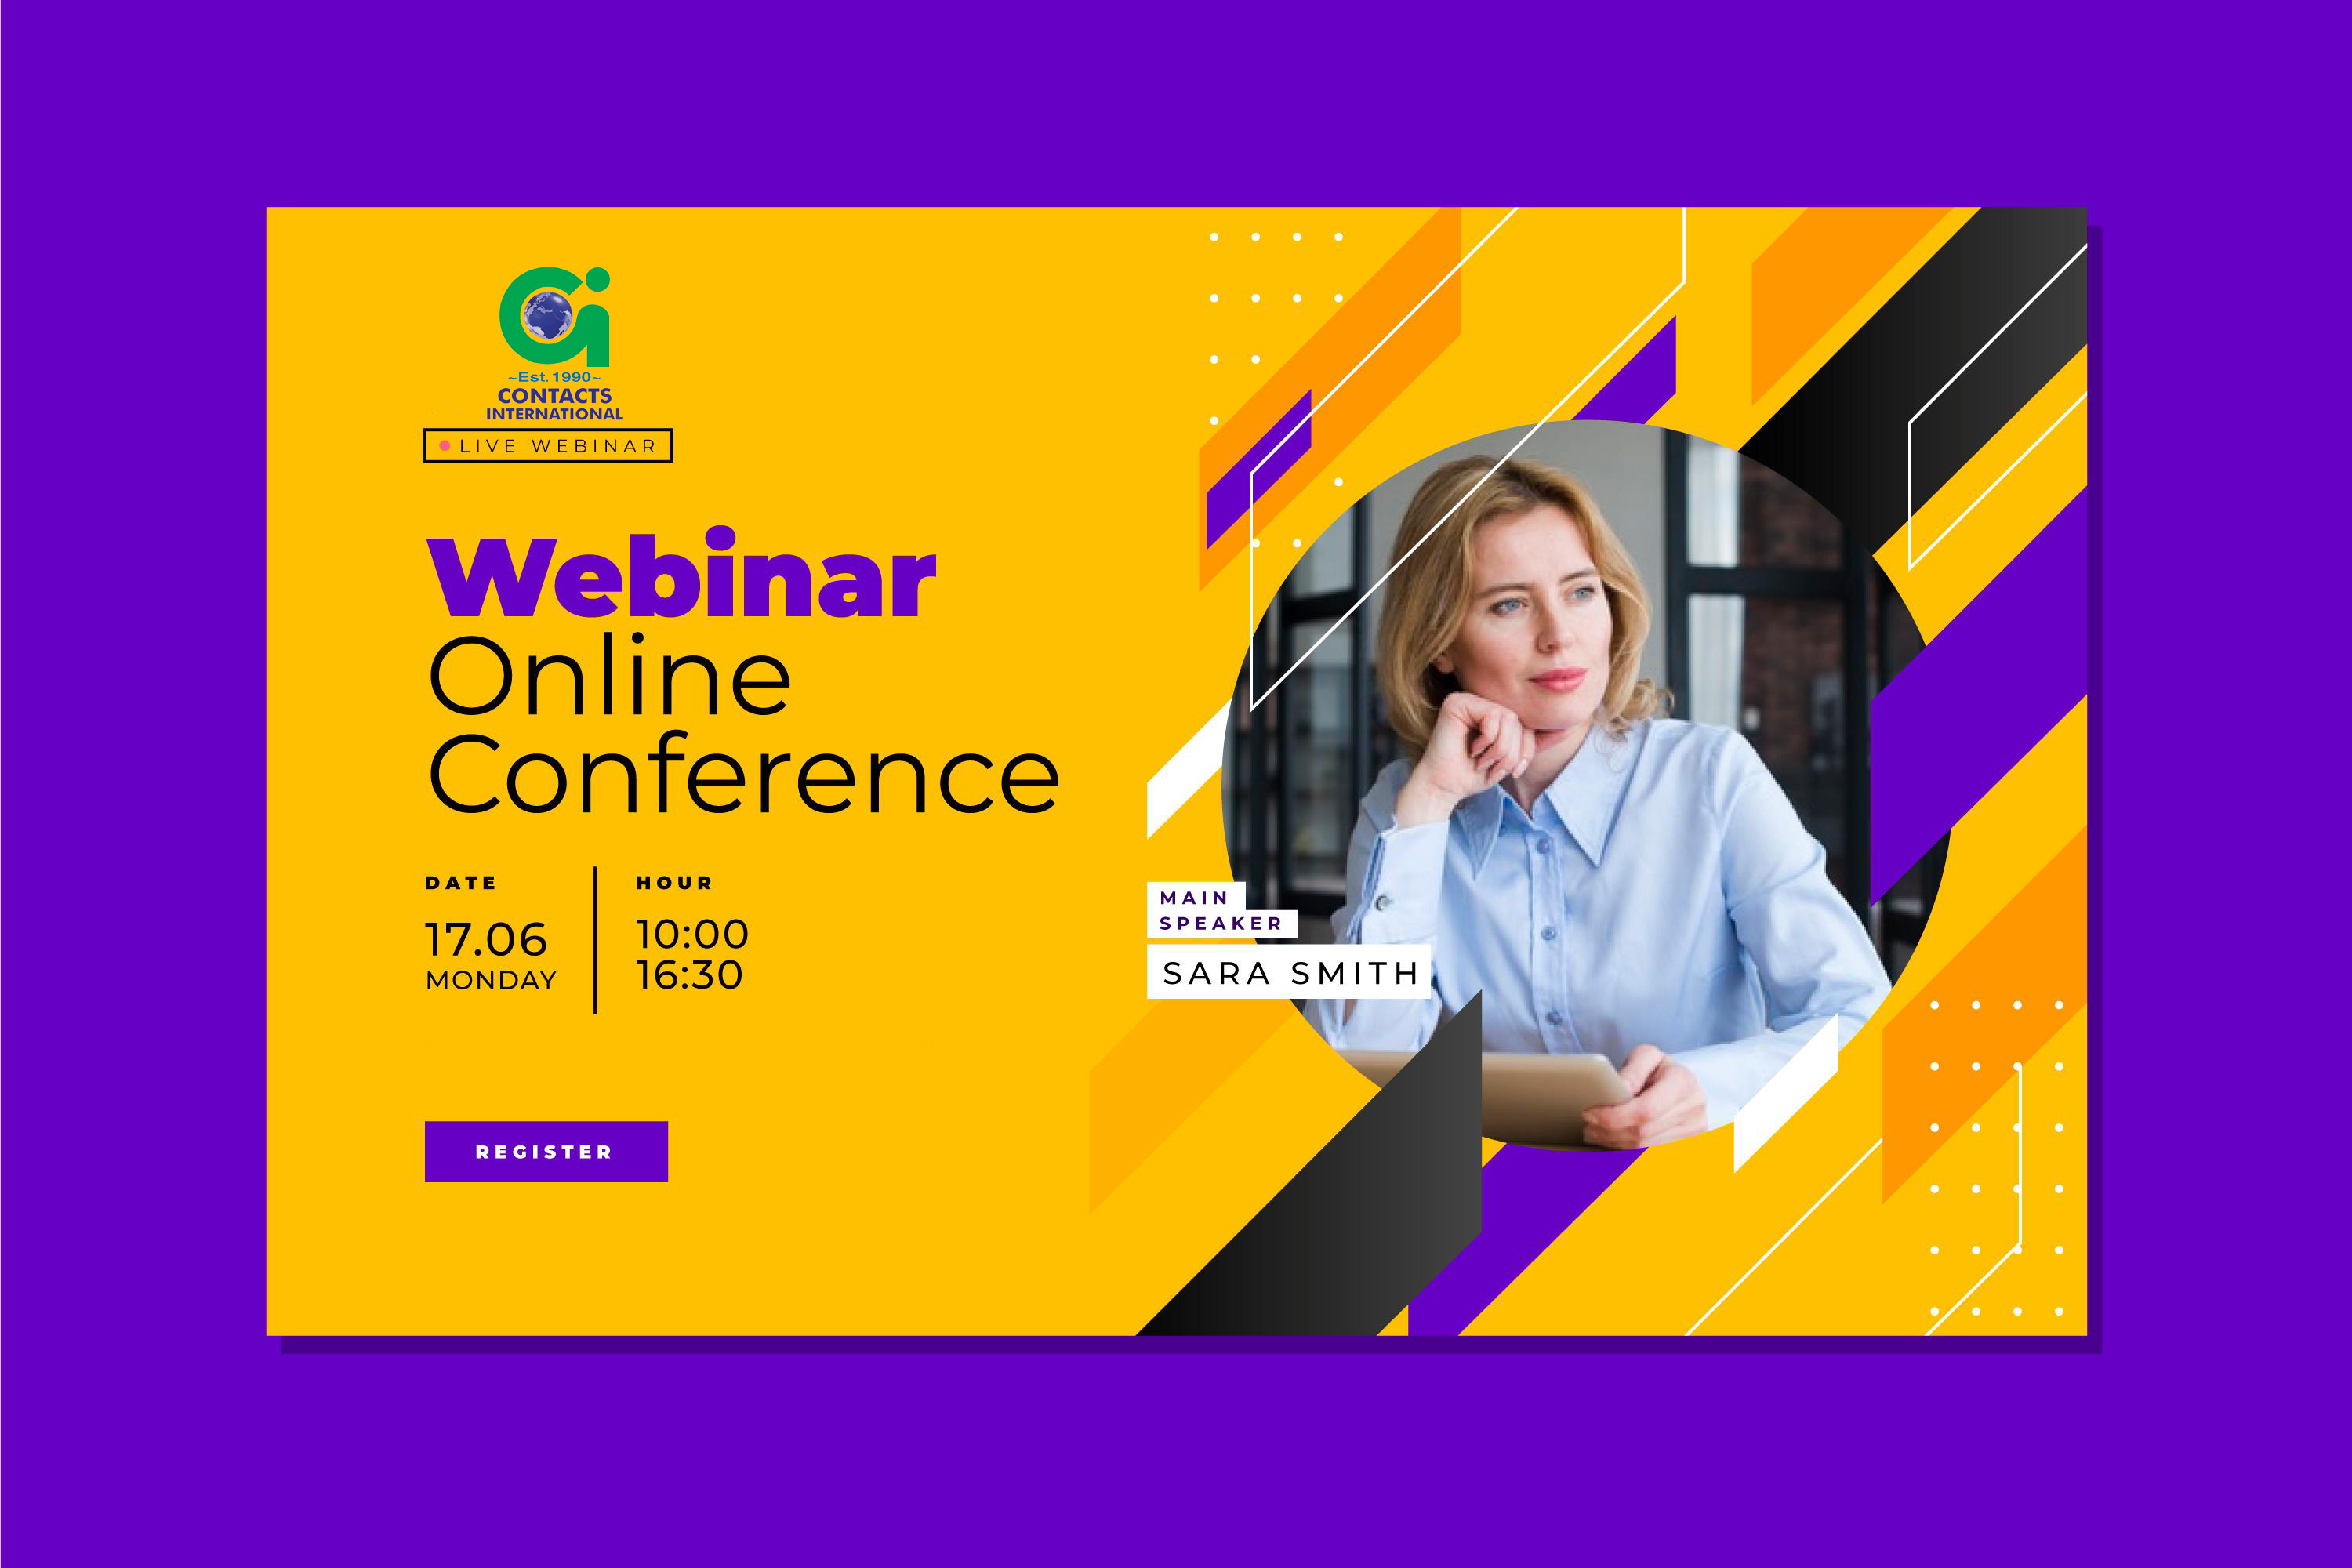 ~Est. 1990~
CONTACTS
INTERNATIONAL
LIVE WEBINAR
Webinar
Online
Conference
DATE
17.06
MONDAY
HOUR
10:00
16:30
REGISTER
MAIN
SPEAKER
SARA SMITH